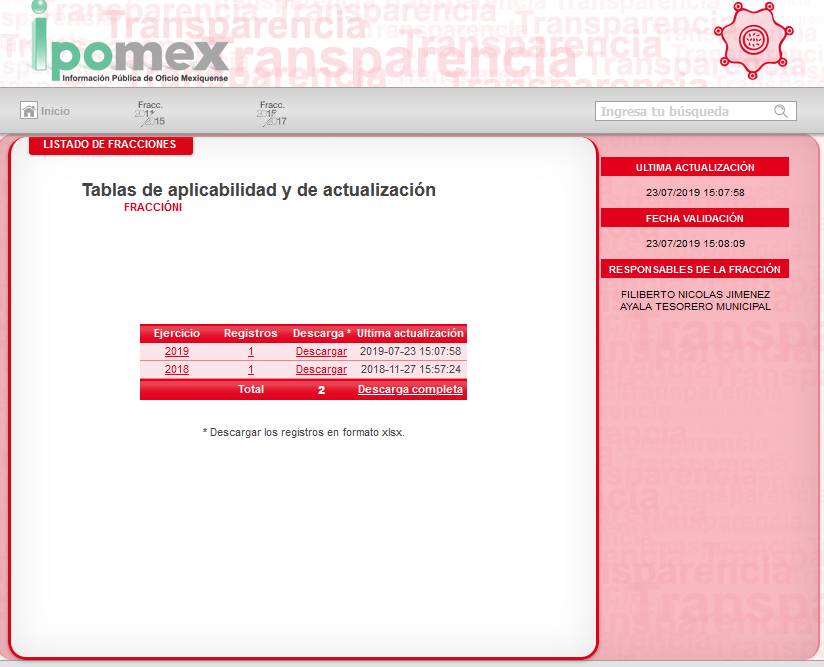 ipomex
Información Pública de Oficio Mexiquense
Transparencia
Inicio
Fracc.
2015
Fracc.
2017
Ingresa tu búsqueda
LISTADO DE FRACCIONES
Tablas de aplicabilidad y de actualización
FRACCIÓNI
Ejercicio Registros Descarga * Ultima actualización
2019 1 Descargar 2019-07-23 15:07:58
2018 1 Descargar 2018-11-27 15:57:24
Total 2 Descarga completa
* Descargar los registros en formato xlsx.
ULTIMA ACTUALIZACIÓN
23/07/2019 15:07:58
FECHA VALIDACIÓN
23/07/2019 15:08:09
RESPONSABLES DE LA FRACCIÓN
FILIBERTO NICOLAS JIMENEZ
AYALA TESORERO MUNICIPAL